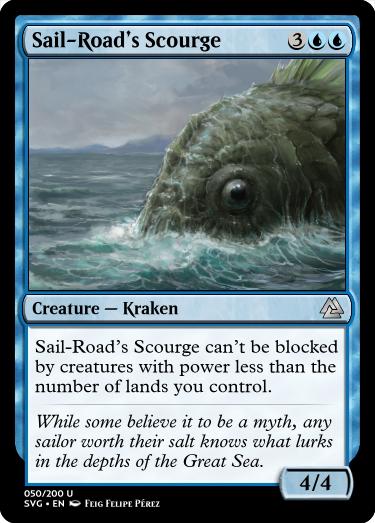 Sail-Road's Scourge 3
Creature — Kraken
Sail-Road's Scourge can't be blocked
by creatures with power less than the
number of lands you control.
While some believe it to be a myth, any
sailor worth their salt knows what lurks
in the depths of the Great Sea.
4/4
050/200 U
SVG • EN Feig Felipe Pérez